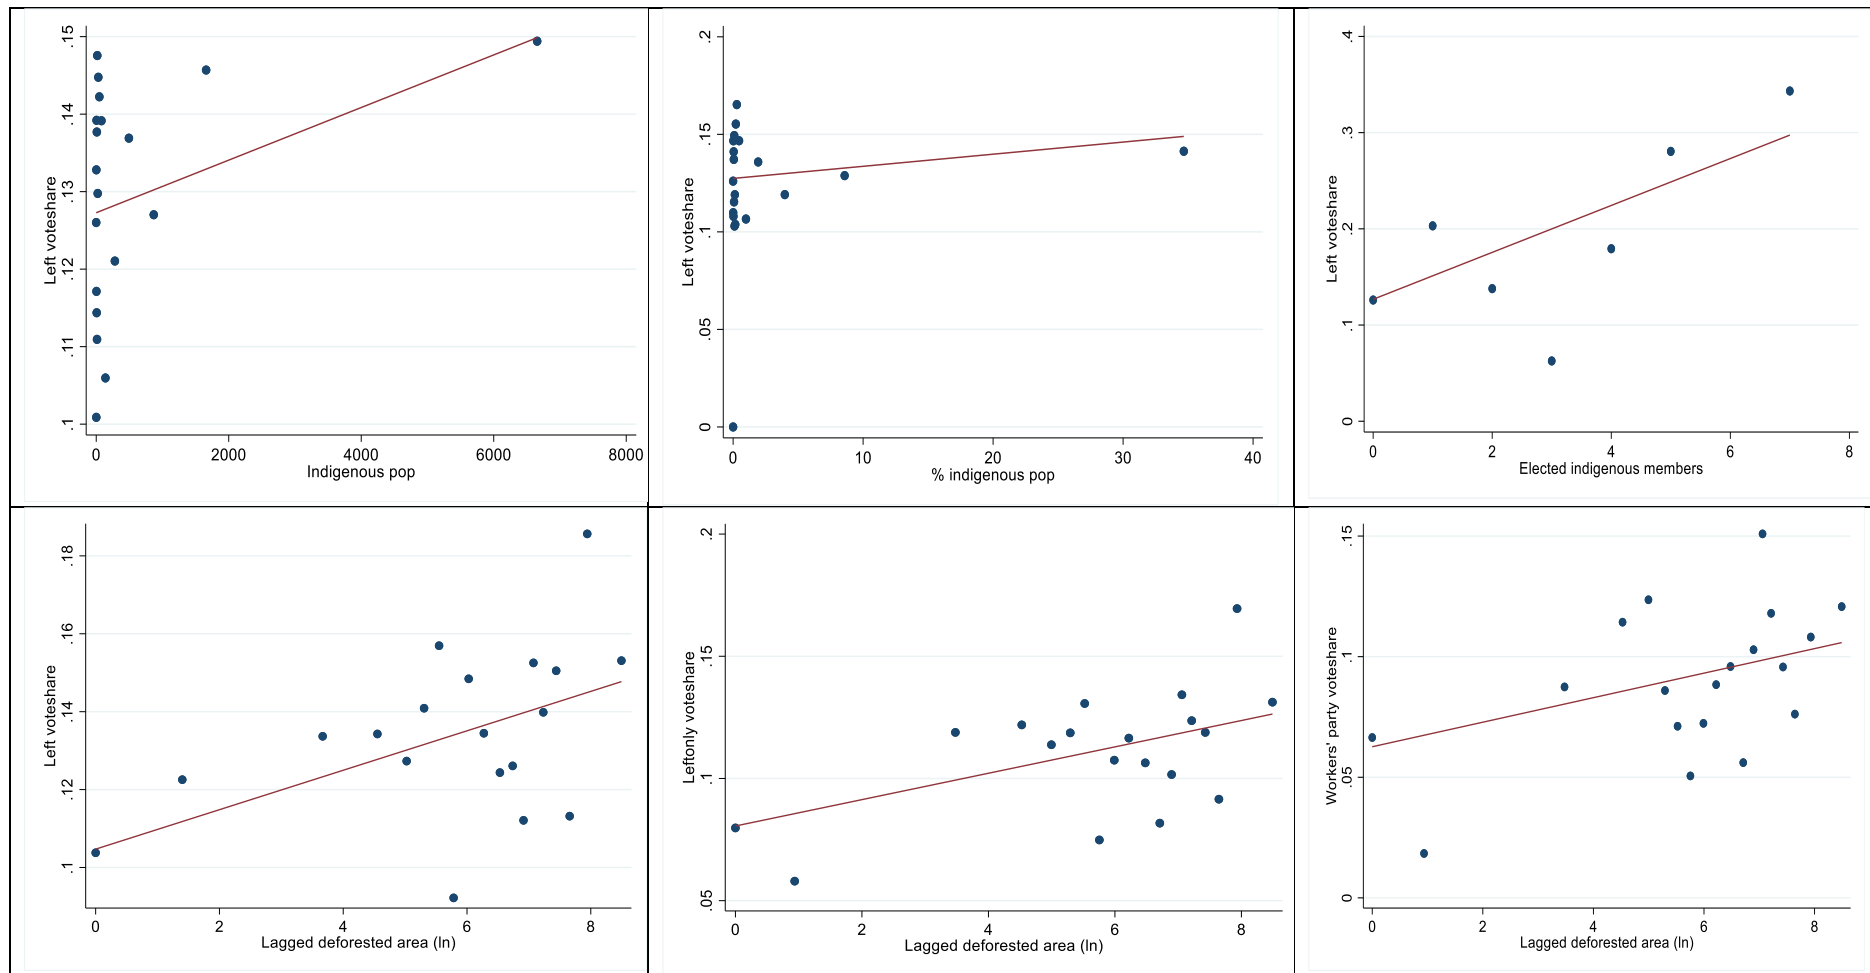 Left voteshare
.15
.14
.13
.12
.11
.1
0 2000 4000 6000 8000
Indigenous pop
Left voteshare
.2
.15
.1
.05
0
0 10 20 30 40
% indigenous pop
Left voteshare
.4
.3
.2
.1
0
0 2 4 6 8
Elected indigenous members
Left voteshare
.18
.16
.14
.12
.1
0 2 4 6 8
Lagged deforested area (ln)
Leftonly voteshare
.2
.15
.1
.05
0 2 4 6 8
Lagged deforested area (ln)
Workers' party voteshare
.15
.1
.05
0
0 2 4 6 8
Lagged deforested area (ln)